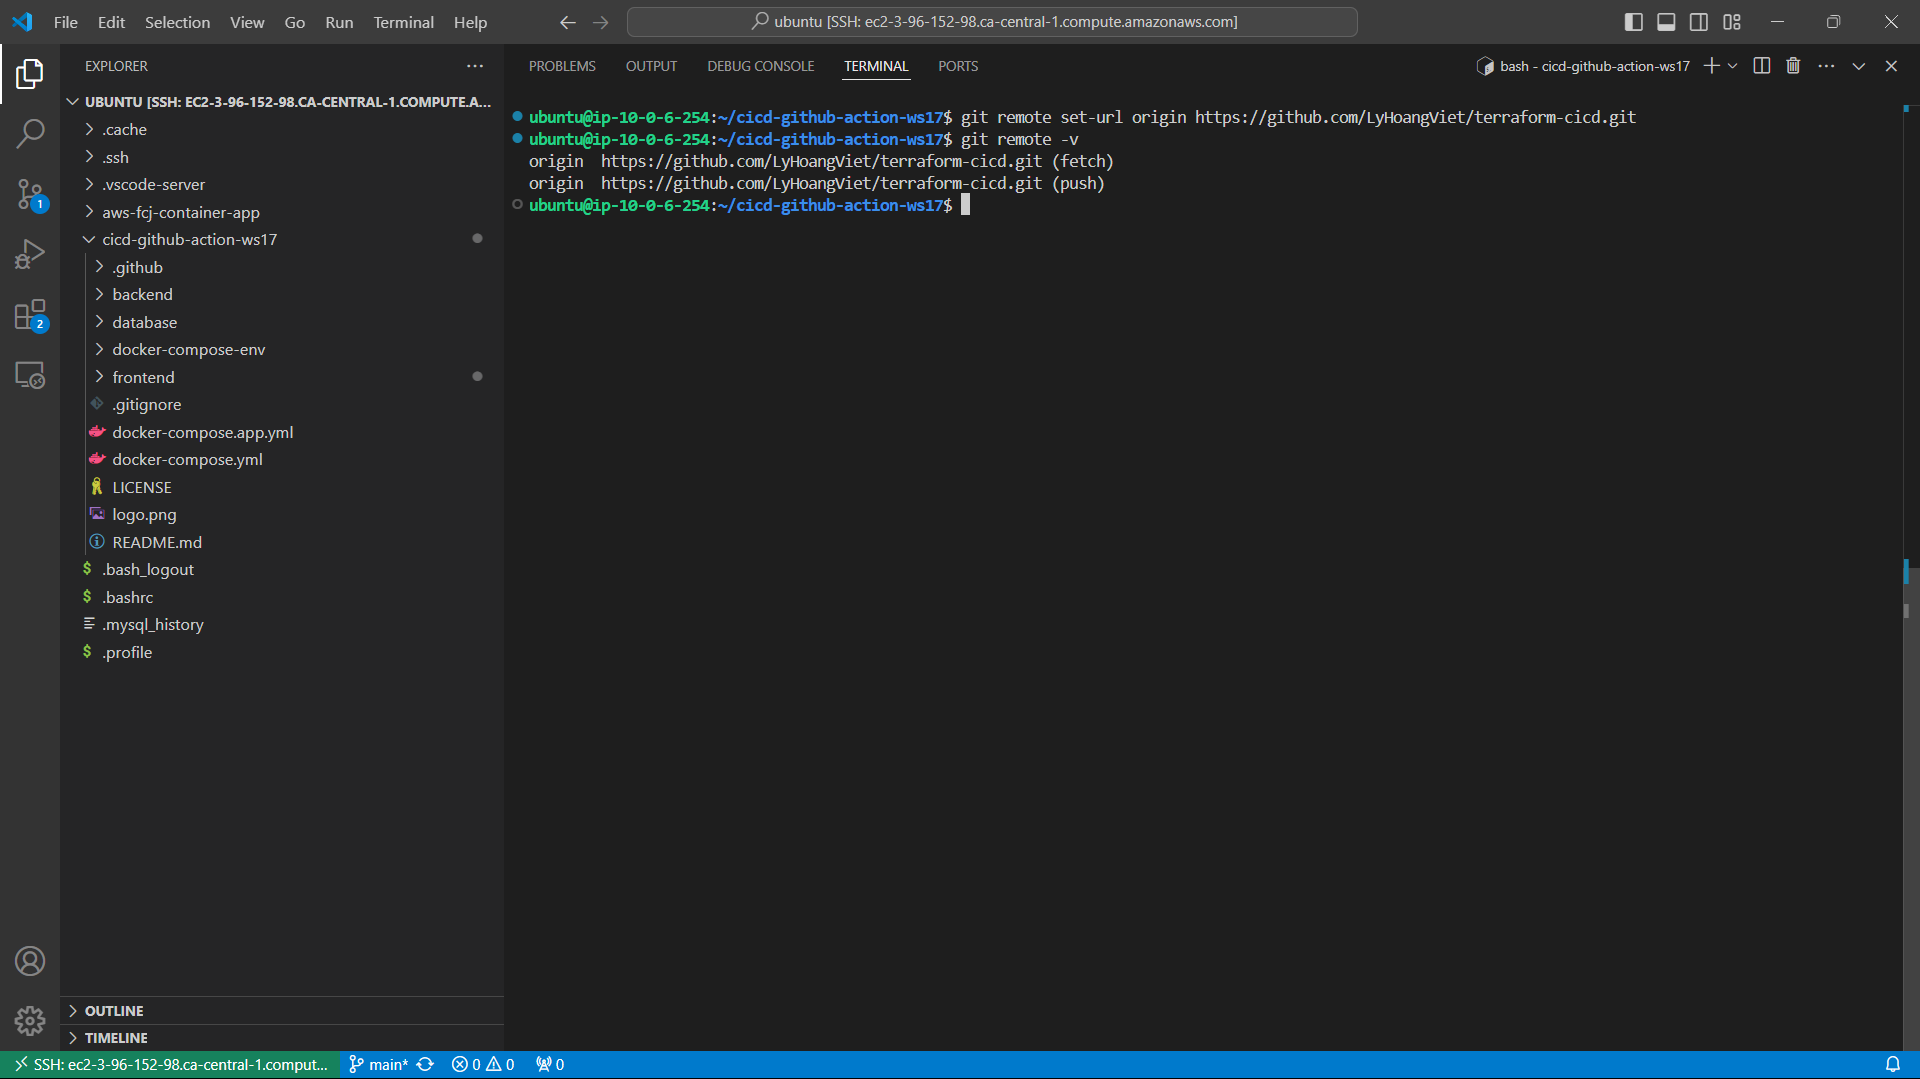 File Edit Selection View Go Run Terminal Help
ubuntu [SSH: ec2-3-96-152-98.ca-central-1.compute.amazonaws.com]
EXPLORER
UBUNTU [SSH: EC2-3-96-152-98.CA-CENTRAL-1.COMPUTE.A...
.cache
.ssh
.vscode-server
aws-fcj-container-app
cicd-github-action-ws17
.github
backend
database
docker-compose-env
frontend
.gitignore
docker-compose.app.yml
docker-compose.yml
LICENSE
logo.png
README.md
.bash_logout
.bashrc
.mysql_history
.profile
OUTLINE
TIMELINE
1
2
PROBLEMS OUTPUT DEBUG CONSOLE TERMINAL PORTS
bash - cicd-github-action-ws17
ubuntu@ip-10-0-6-254:~/cicd-github-action-ws17$ git remote set-url origin https://github.com/LyHoangViet/terraform-cicd.git
ubuntu@ip-10-0-6-254:~/cicd-github-action-ws17$ git remote -v
origin  https://github.com/LyHoangViet/terraform-cicd.git (fetch)
origin  https://github.com/LyHoangViet/terraform-cicd.git (push)
ubuntu@ip-10-0-6-254:~/cicd-github-action-ws17$
SSH: ec2-3-96-152-98.ca-central-1.comput... main* 0 0 0